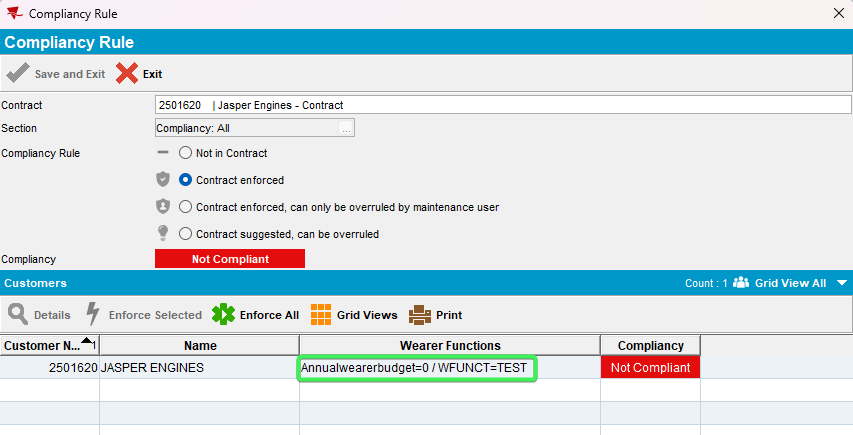 Compliancy Rule
Compliancy Rule
Save and Exit Exit
Contract 2501620 | Jasper Engines - Contract
Section Compliancy: All ...
Compliancy Rule Not in Contract
Contract enforced
Contract enforced, can only be overruled by maintenance user
Contract suggested, can be overruled
Compliancy Not Compliant
Customers Count : 1 Grid View All
Details Enforce Selected Enforce All Grid Views Print
Customer N... 1 Name Wearer Functions Compliancy
2501620 JASPER ENGINES Annualwearerbudget=0 / WFUNCT=TEST Not Compliant